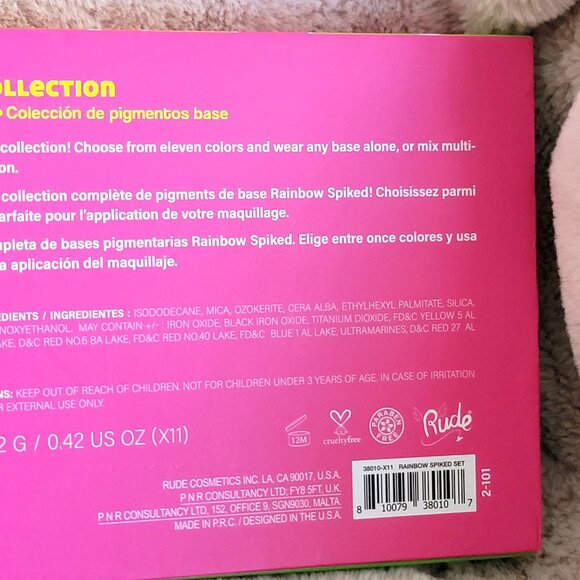 ollection
• Colección de pigmentos base
collection! Choose from eleven colors and wear any base alone, or mix multi-
on.
collection complète de pigments de base Rainbow Spiked! Choisissez parmi
arfaite pour l'application de votre maquillage.
mpleta de bases pigmentarias Rainbow Spiked. Elige entre once colores y usa
a aplicación del maquillaje.
EDIENTS / INGREDIENTES : ISODODECANE, MICA, OZOKERITE, CERA ALBA, ETHYLHEXYL PALMITATE, SILICA,
NOXYETHANOL. MAY CONTAIN +/- : IRON OXIDE, BLACK IRON OXIDE, TITANIUM DIOXIDE, FD&C YELLOW 5 AL
AKE, D&C RED NO.6 BA LAKE, FD&C RED NO.40 LAKE, FD&C BLUE 1 AL LAKE, ULTRAMARINES, D&C RED 27 AL
NS: KEEP OUT OF REACH OF CHILDREN. NOT FOR CHILDREN UNDER 3 YEARS OF AGE. IN CASE OF IRRITATION
R EXTERNAL USE ONLY.
2 G / 0.42 US OZ (X11)
12M
crueltyfree
PARABEN FREE
Rude
RUDE COSMETICS INC. LA, CA 90017, U.S.A.
P N R CONSULTANCY LTD; FY8 5FT, U.K.
P N R CONSULTANCY LTD, 152, OFFICE 9, SGN9030, MALTA.
MADE IN P.R.C. / DESIGNED IN THE U.S.A.
38010-X11 RAINBOW SPIKED SET
8 10079 38010 7
2-101